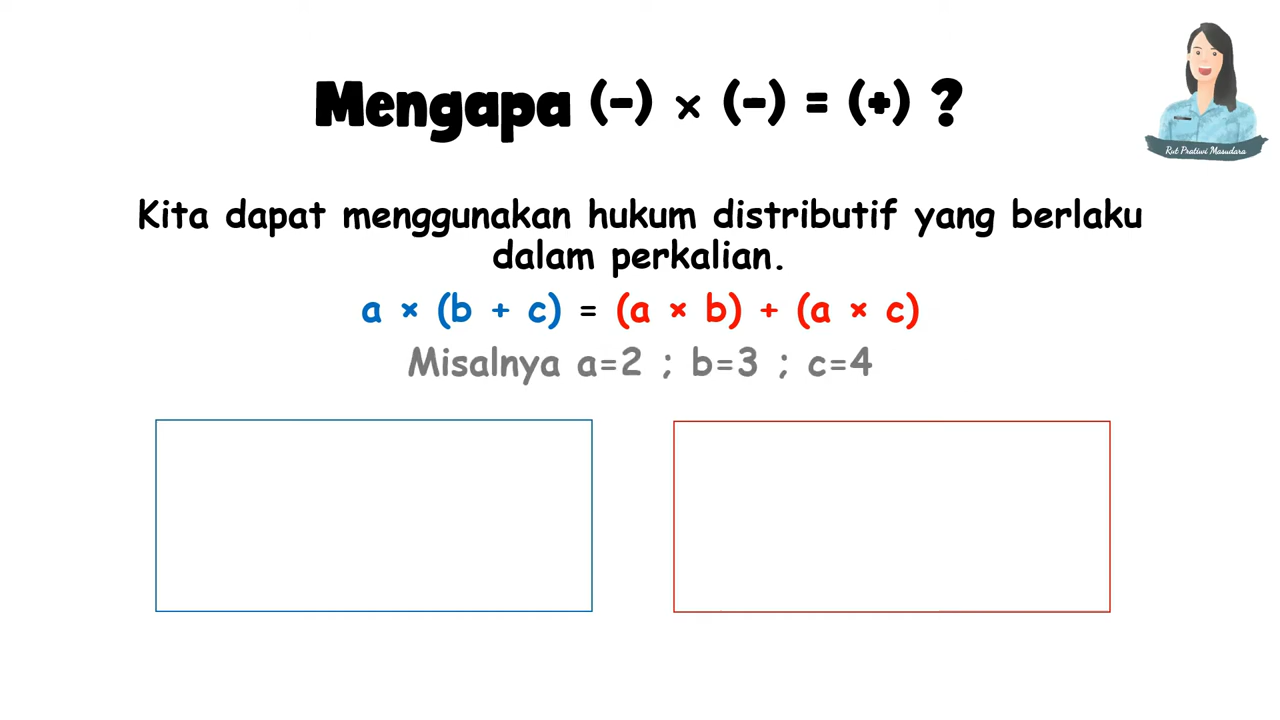 Mengapa (-) × (-) = (+) ?
Rut Pratiwi Masudara
Kita dapat menggunakan hukum distributif yang berlaku
dalam perkalian.
a × (b + c) = (a × b) + (a × c)
Misalnya a=2 ; b=3 ; c=4